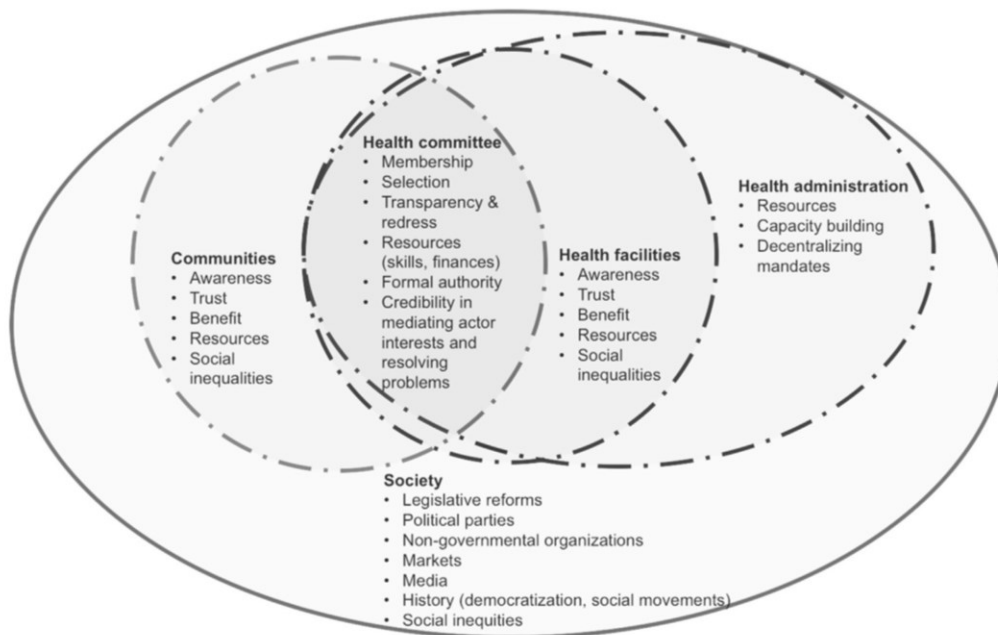 Health committee
• Membership
• Selection
• Transparency &
redress
• Resources
(skills, finances)
• Formal authority
• Credibility in
mediating actor
interests and
resolving
problems
Communities
• Awareness
• Trust
• Benefit
• Resources
• Social
inequalities
Health facilities
• Awareness
• Trust
• Benefit
• Resources
• Social
inequalities
Health administration
• Resources
• Capacity building
• Decentralizing
mandates
Society
• Legislative reforms
• Political parties
• Non-governmental organizations
• Markets
• Media
• History (democratization, social movements)
• Social inequities